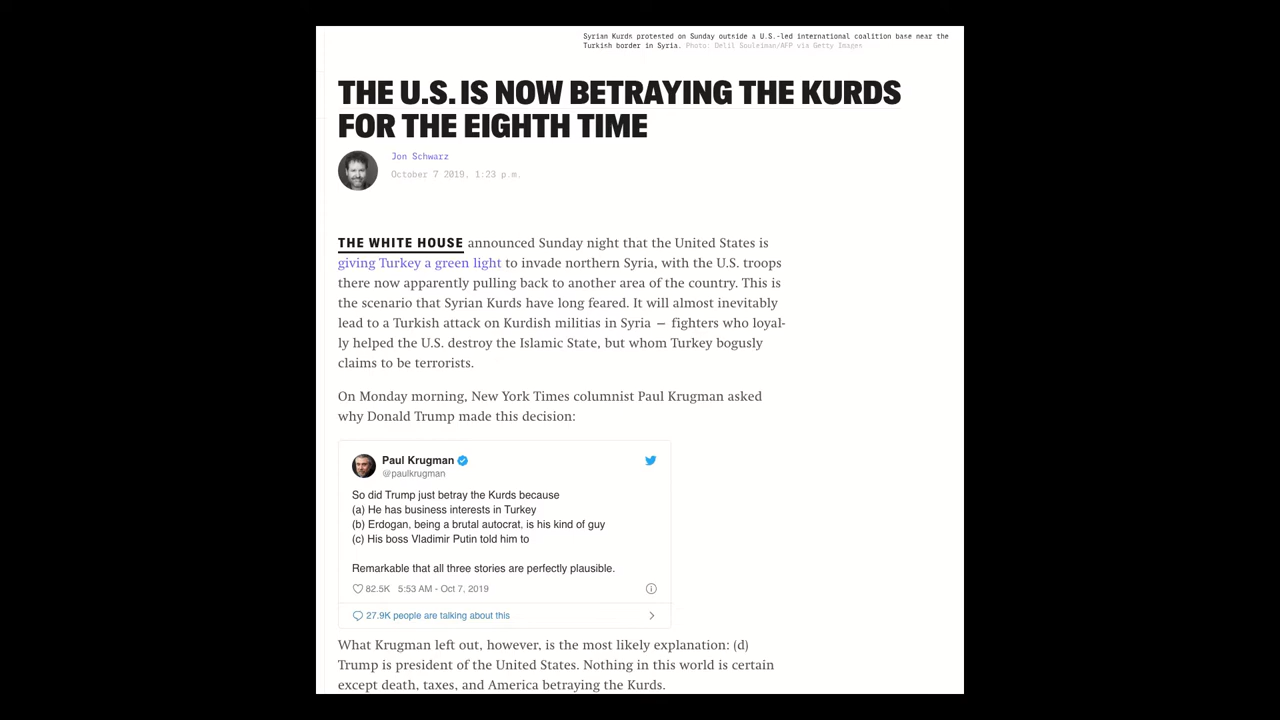 Syrian Kurds protested on Sunday outside a U.S.-led international coalition base near the
Turkish border in Syria. Photo: Delil Souleiman/AFP via Getty Images
THE U.S. IS NOW BETRAYING THE KURDS
FOR THE EIGHTH TIME
Jon Schwarz
October 7 2019, 1:23 p.m.
THE WHITE HOUSE announced Sunday night that the United States is
giving Turkey a green light to invade northern Syria, with the U.S. troops
there now apparently pulling back to another area of the country. This is
the scenario that Syrian Kurds have long feared. It will almost inevitably
lead to a Turkish attack on Kurdish militias in Syria — fighters who loyal-
ly helped the U.S. destroy the Islamic State, but whom Turkey bogusly
claims to be terrorists.
On Monday morning, New York Times columnist Paul Krugman asked
why Donald Trump made this decision:
Paul Krugman
@paulkrugman
So did Trump just betray the Kurds because
(a) He has business interests in Turkey
(b) Erdogan, being a brutal autocrat, is his kind of guy
(c) His boss Vladimir Putin told him to
Remarkable that all three stories are perfectly plausible.
82.5K 5:53 AM - Oct 7, 2019
27.9K people are talking about this
What Krugman left out, however, is the most likely explanation: (d)
Trump is president of the United States. Nothing in this world is certain
except death, taxes, and America betraying the Kurds.